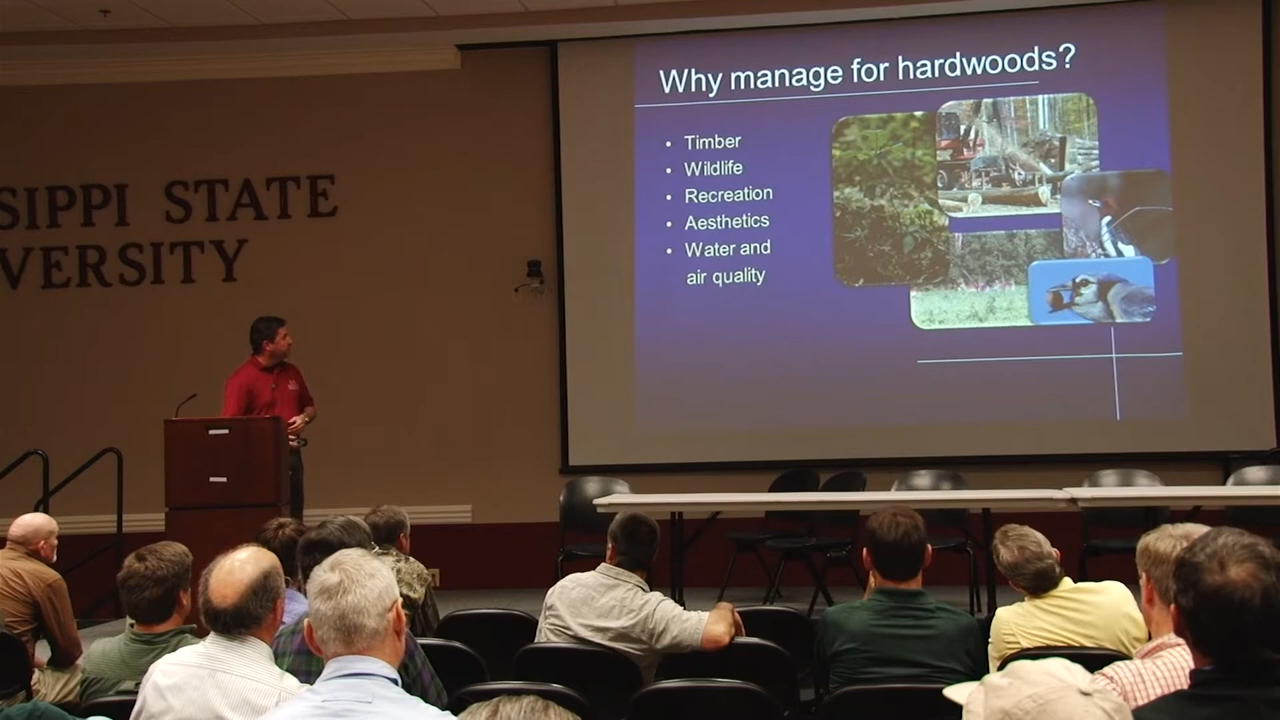 SIPPI STATE
VERSITY
Why manage for hardwoods?
• Timber
• Wildlife
• Recreation
• Aesthetics
• Water and
air quality